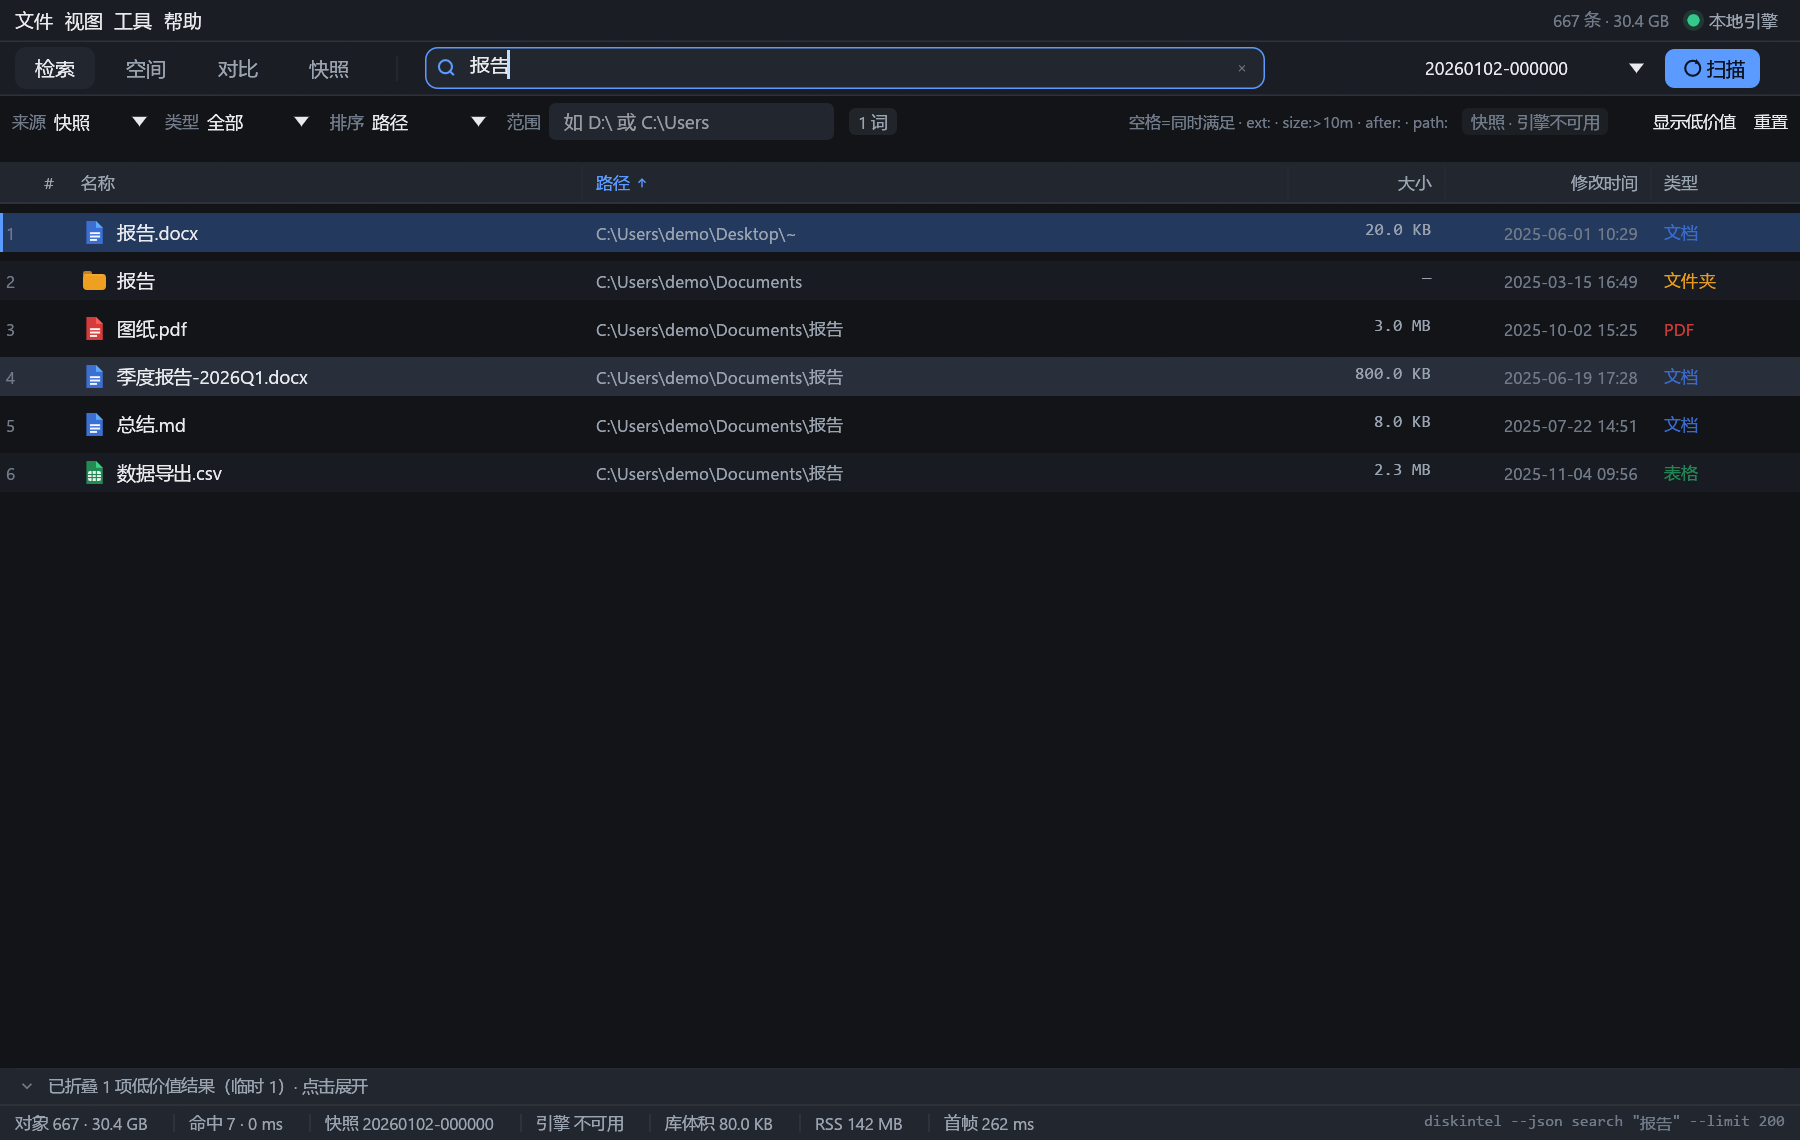 文件 视图 工具 帮助 667 条 · 30.4 GB 本地引擎
检索 空间 对比 快照 报告 × 20260102-000000 扫描
来源 快照 类型 全部 排序 路径 范围 如 D:\ 或 C:\Users 1 词 空格=同时满足 · ext: · size:>10m · after: · path: 快照 · 引擎不可用 显示低价值 重置
# 名称 路径 ↑ 大小 修改时间 类型
1 报告.docx C:\Users\demo\Desktop\~ 20.0 KB 2025-06-01 10:29 文档
2 报告 C:\Users\demo\Documents — 2025-03-15 16:49 文件夹
3 图纸.pdf C:\Users\demo\Documents\报告 3.0 MB 2025-10-02 15:25 PDF
4 季度报告-2026Q1.docx C:\Users\demo\Documents\报告 800.0 KB 2025-06-19 17:28 文档
5 总结.md C:\Users\demo\Documents\报告 8.0 KB 2025-07-22 14:51 文档
6 数据导出.csv C:\Users\demo\Documents\报告 2.3 MB 2025-11-04 09:56 表格
已折叠 1 项低价值结果（临时 1）· 点击展开
对象 667 · 30.4 GB 命中 7 · 0 ms 快照 20260102-000000 引擎 不可用 库体积 80.0 KB RSS 142 MB 首帧 262 ms diskintel --json search "报告" --limit 200